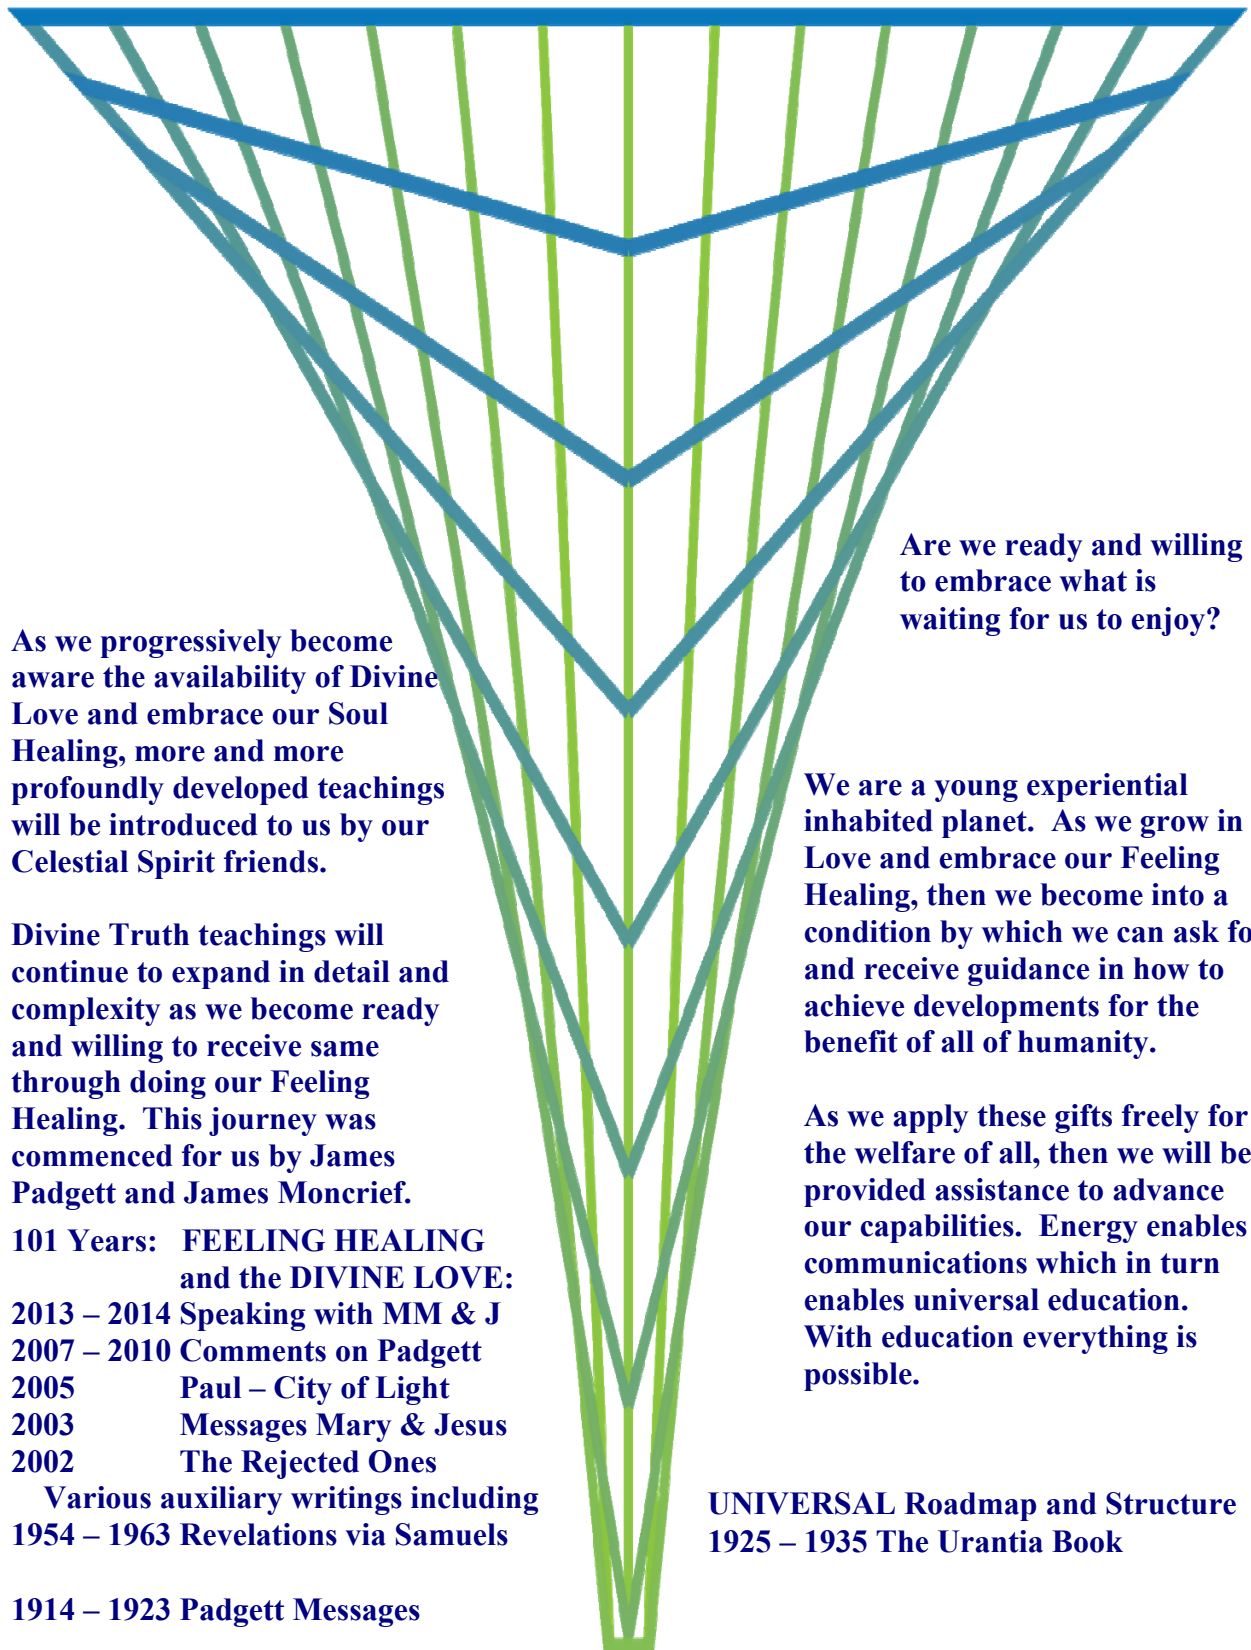 Are we ready and willing
to embrace what is
waiting for us to enjoy?
As we progressively become
aware the availability of Divine
Love and embrace our Soul
Healing, more and more
profoundly developed teachings
will be introduced to us by our
Celestial Spirit friends.
Divine Truth teachings will
continue to expand in detail and
complexity as we become ready
and willing to receive same
through doing our Feeling
Healing.  This journey was
commenced for us by James
Padgett and James Moncrief.
101 Years:   FEELING HEALING
and the DIVINE LOVE:
2013 – 2014 Speaking with MM & J
2007 – 2010 Comments on Padgett
2005 Paul – City of Light
2003 Messages Mary & Jesus
2002 The Rejected Ones
Various auxiliary writings including
1954 – 1963 Revelations via Samuels
1914 – 1923 Padgett Messages
We are a young experiential
inhabited planet.  As we grow in
Love and embrace our Feeling
Healing, then we become into a
condition by which we can ask fo
and receive guidance in how to
achieve developments for the
benefit of all of humanity.
As we apply these gifts freely for
the welfare of all, then we will be
provided assistance to advance
our capabilities.  Energy enables
communications which in turn
enables universal education.
With education everything is
possible.
UNIVERSAL Roadmap and Structure
1925 – 1935 The Urantia Book